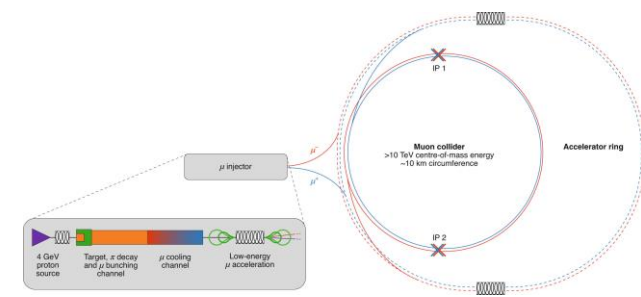 IP 1
μ⁻
Muon collider
>10 TeV centre-of-mass energy
~10 km circumference
Accelerator ring
μ injector
μ⁺
IP 2
4 GeV
proton
source
Target, π decay
and μ bunching
channel
μ cooling
channel
Low-energy
μ acceleration